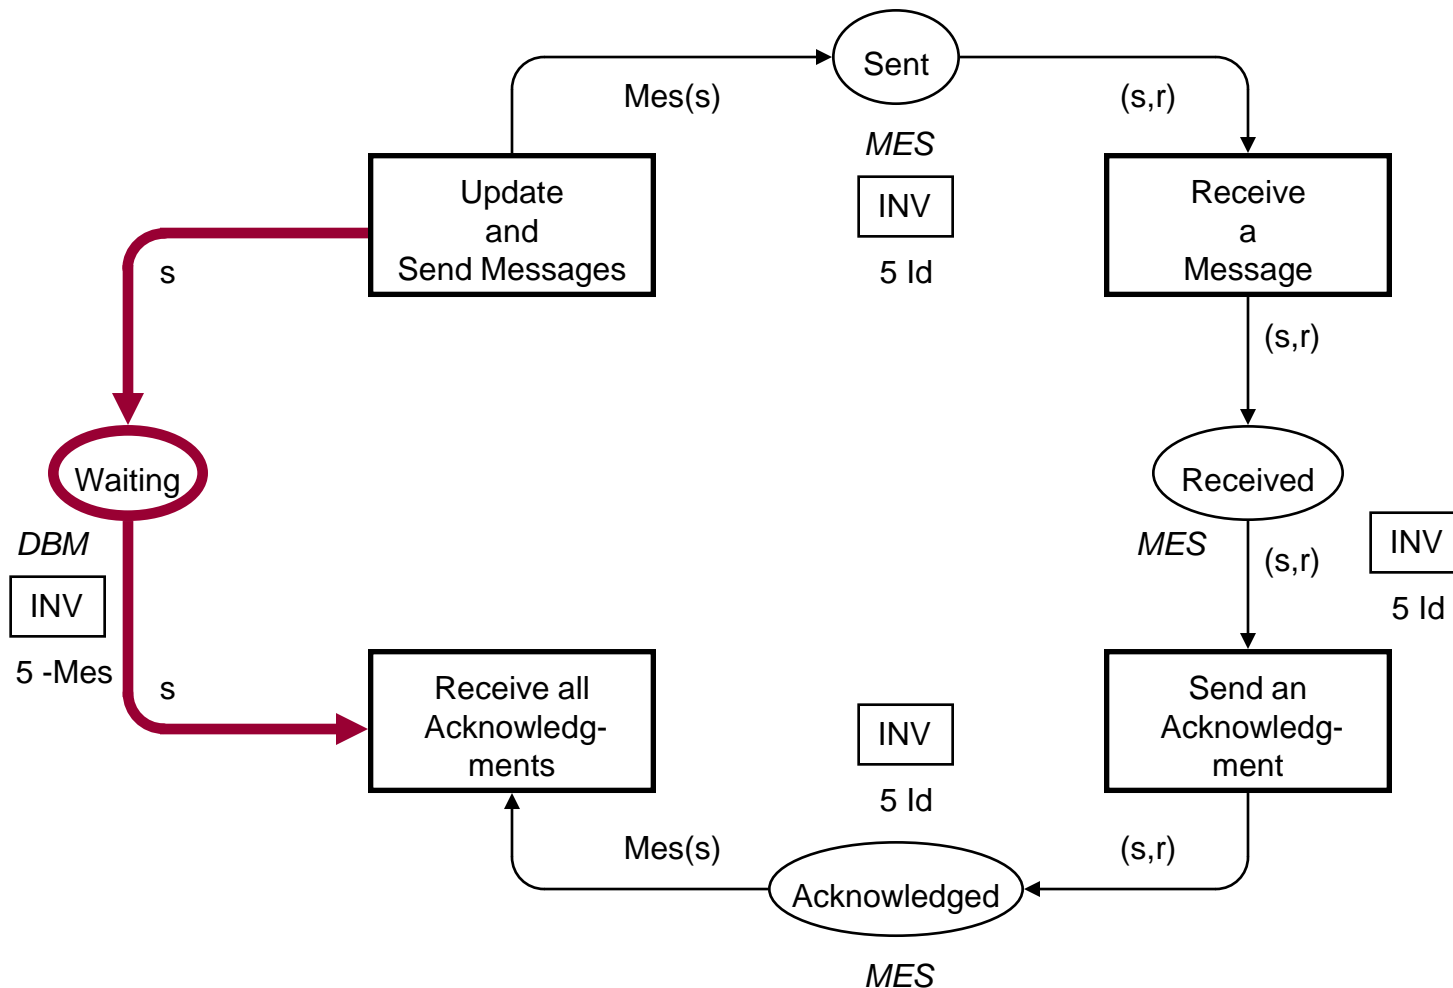 Sent
Mes(s)
(s,r)
MES
Update
and
Send Messages
INV
5 Id
Receive
a
Message
s
(s,r)
Waiting
DBM
INV
5 -Mes
s
Received
MES
(s,r)
INV
5 Id
Receive all
Acknowledg-
ments
INV
5 Id
Send an
Acknowledg-
ment
Mes(s)
(s,r)
Acknowledged
MES